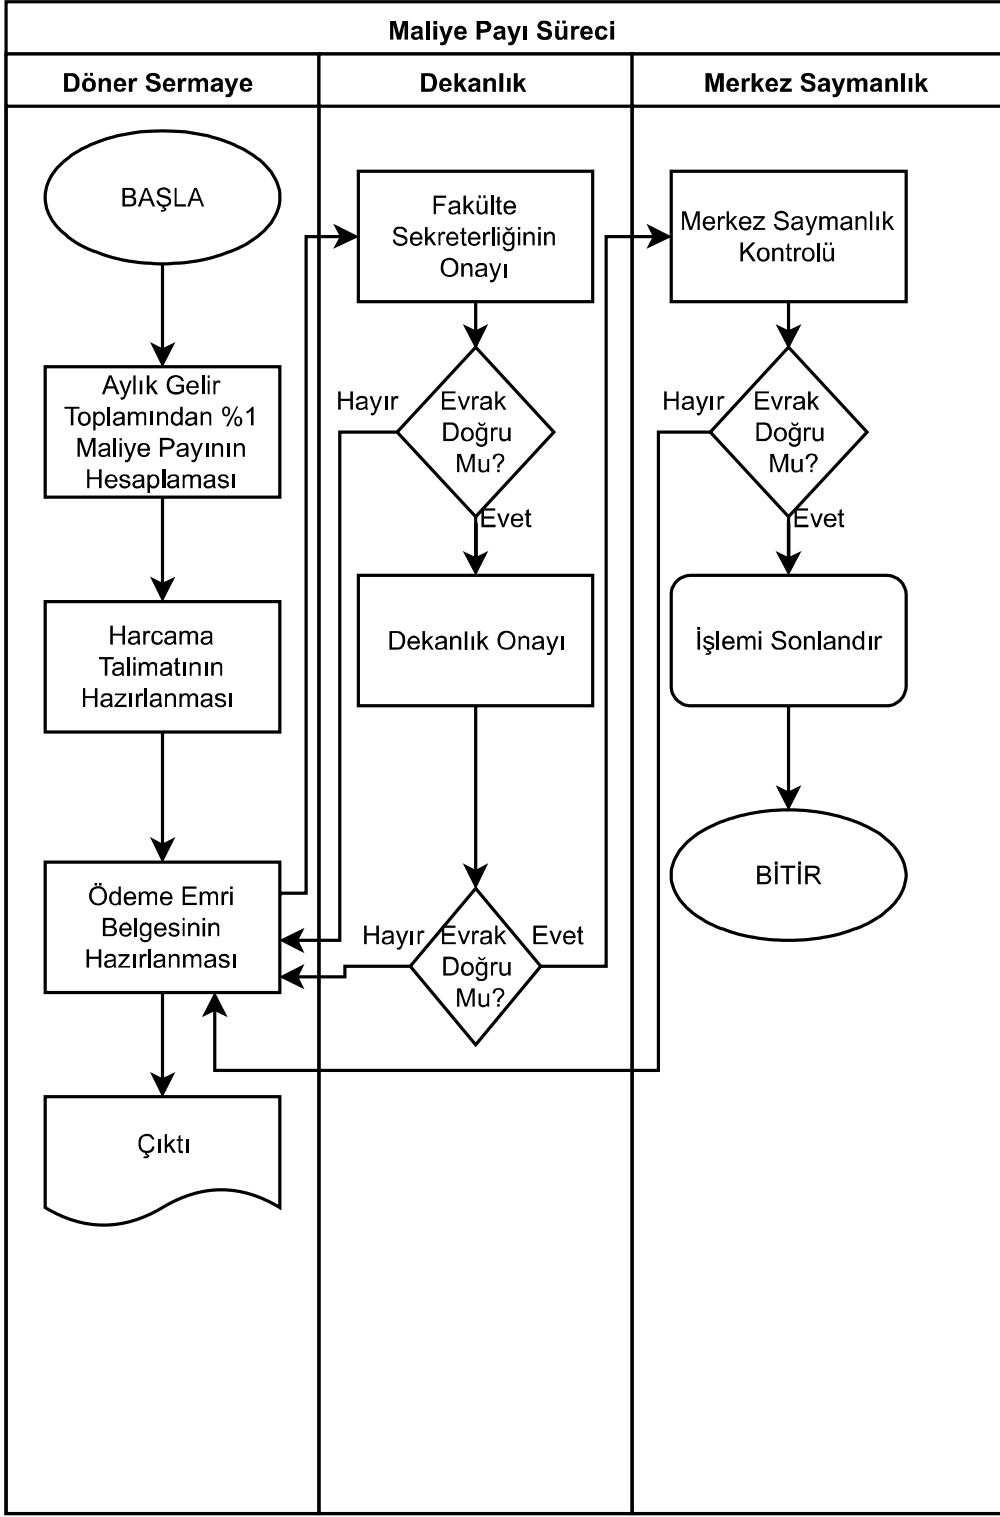 Maliye Payı Süreci
Döner Sermaye
Dekanlık
Merkez Saymanlık
BAŞLA
Aylık Gelir
Toplamından %1
Maliye Payının
Hesaplaması
Harcama
Talimatının
Hazırlanması
Ödeme Emri
Belgesinin
Hazırlanması
Çıktı
Fakülte
Sekreterliğinin
Onayı
Hayır
Evrak
Doğru
Mu?
Evet
Dekanlık Onayı
Hayır
Evrak
Doğru
Mu?
Evet
Merkez Saymanlık
Kontrolü
Hayır
Evrak
Doğru
Mu?
Evet
İşlemi Sonlandır
BİTİR